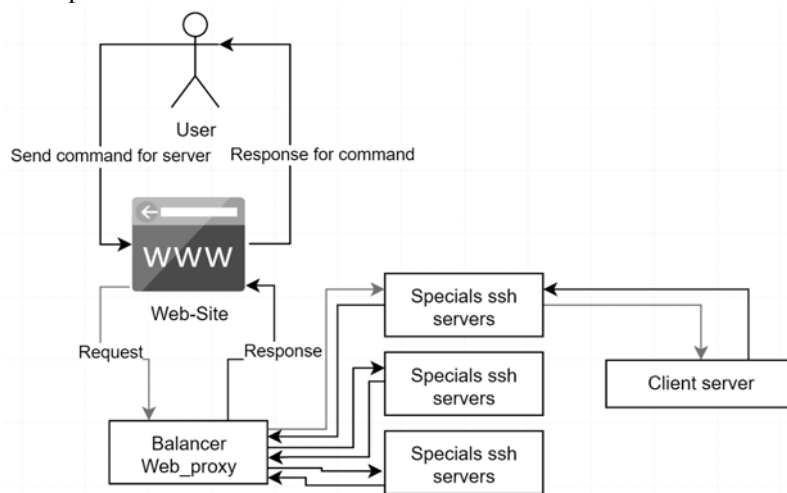 User
Send command for server
Response for command
www
Web-Site
Request
Response
Specials ssh
servers
Specials ssh
servers
Client server
Balancer
Web_proxy
Specials ssh
servers